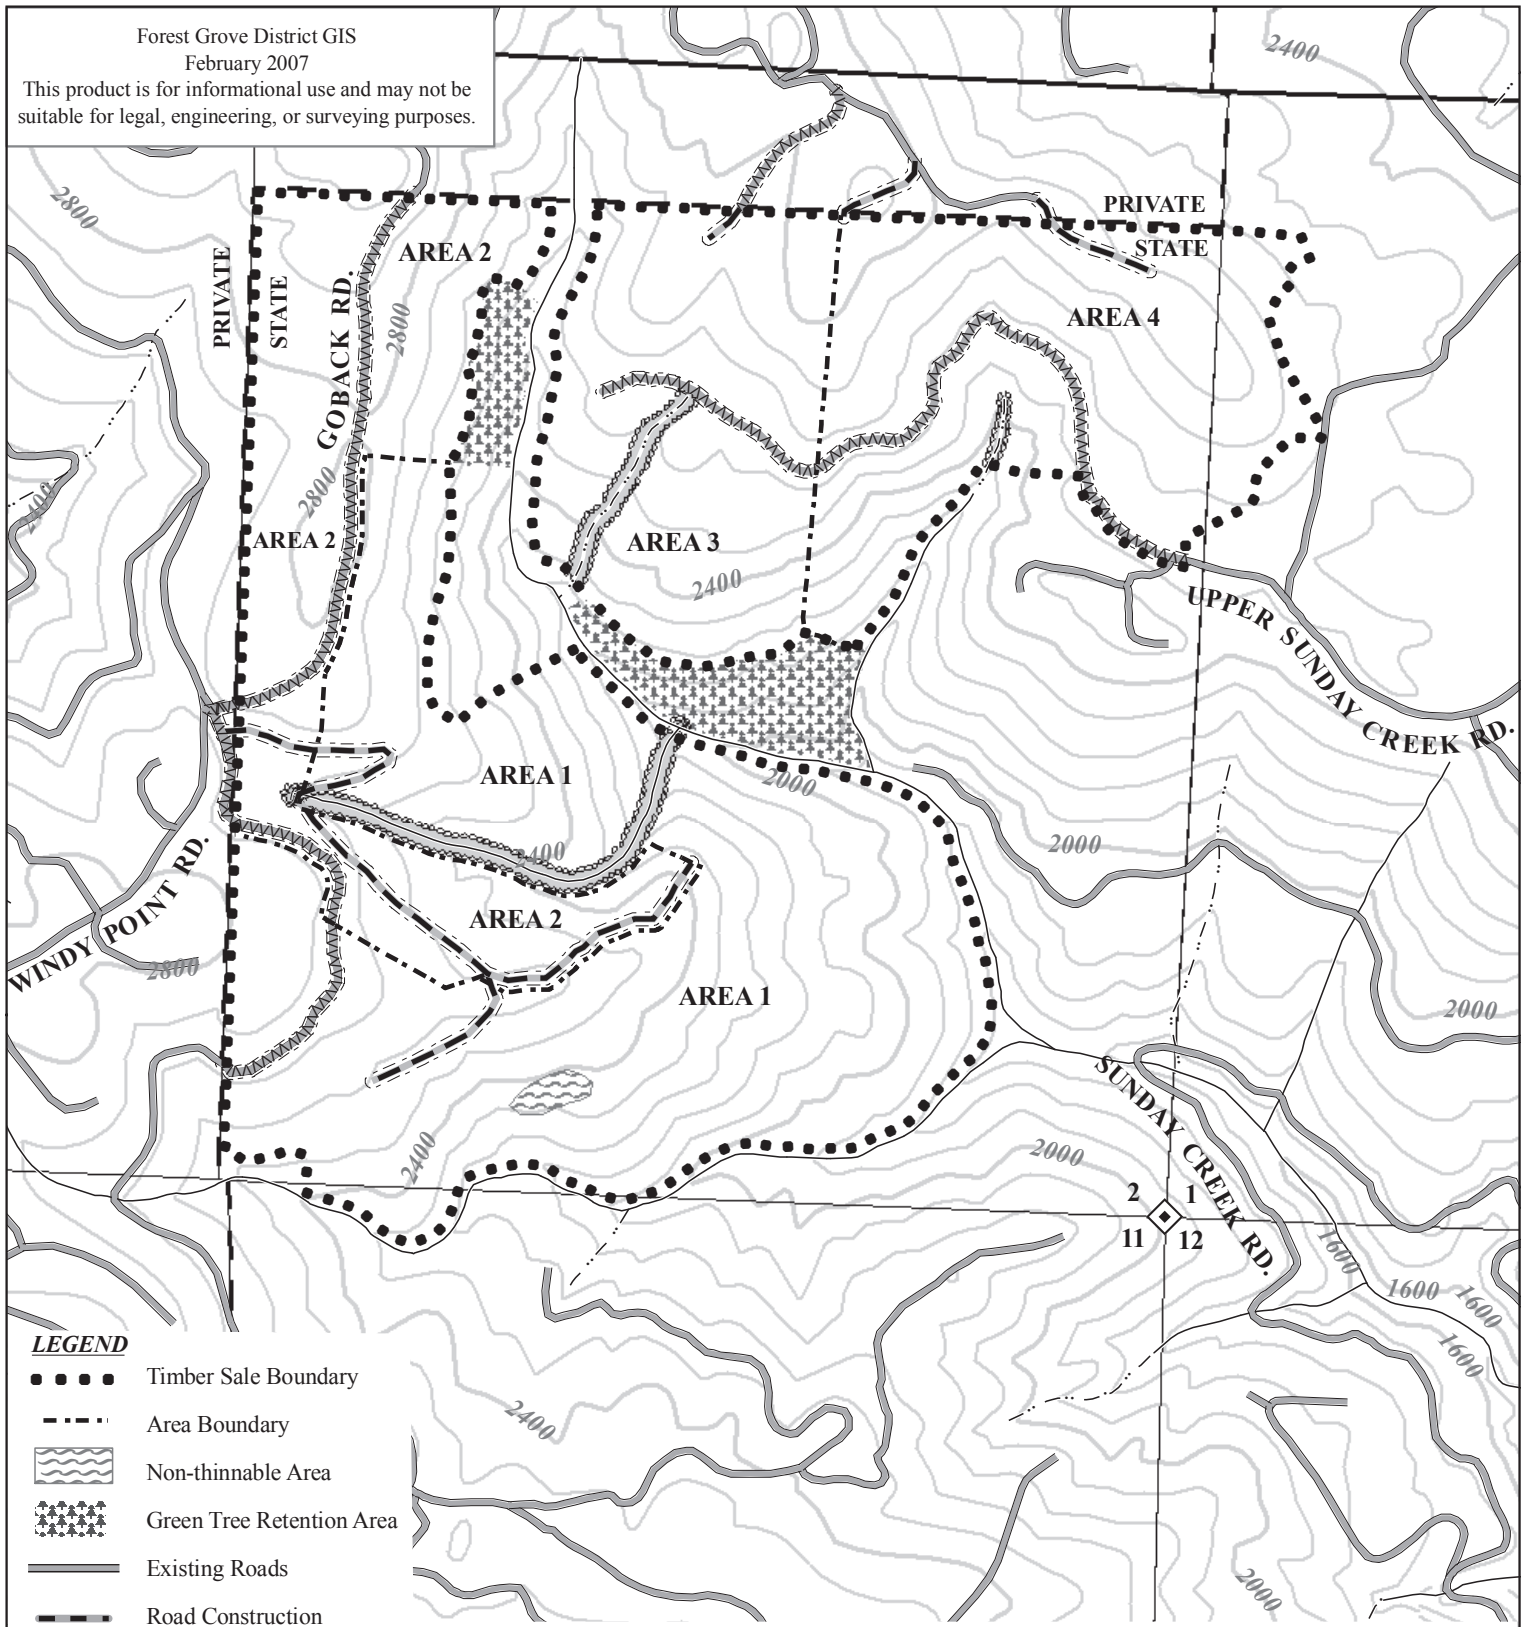 Forest Grove District GIS
February 2007
This product is for informational use and may not be
suitable for legal, engineering, or surveying purposes.
2400
2800
PRIVATE
STATE
PRIVATE
STATE
AREA 2
GOBACK RD.
2800
AREA 4
2800
2400
AREA 2
AREA 3
2400
UPPER SUNDAY CREEK RD.
AREA 1
2000
2400
2000
WINDY POINT RD.
AREA 2
2800
AREA 1
2000
SUNDAY CREEK RD.
2400
2000
2 1
11 12
1600
1600
1600
1600
2400
2000
LEGEND
Timber Sale Boundary
Area Boundary
Non-thinnable Area
Green Tree Retention Area
Existing Roads
Road Construction